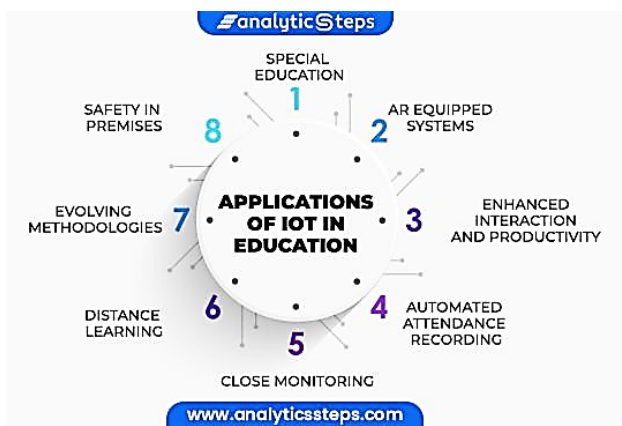 analyticSteps
SPECIAL
EDUCATION
1
2
AR EQUIPPED
SYSTEMS
3
ENHANCED
INTERACTION
AND PRODUCTIVITY
4
AUTOMATED
ATTENDANCE
RECORDING
5
CLOSE MONITORING
6
DISTANCE
LEARNING
7
EVOLVING
METHODOLOGIES
8
SAFETY IN
PREMISES
APPLICATIONS
OF IOT IN
EDUCATION
www.analyticssteps.com